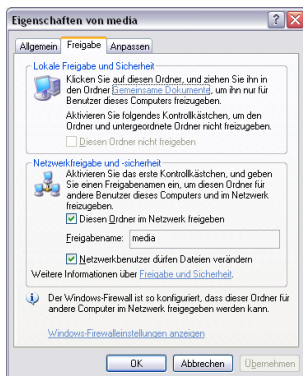 Eigenschaften von media
Allgemein Freigabe Anpassen
Lokale Freigabe und Sicherheit
Klicken Sie auf diesen Ordner, und ziehen Sie ihn in
den Ordner Gemeinsame Dokumente, um ihn nur für
Benutzer dieses Computers freizugeben.
Aktivieren Sie folgendes Kontrollkästchen, um den
Ordner und untergeordnete Ordner nicht freizugeben.
Diesen Ordner nicht freigeben
Netzwerkfreigabe und -sicherheit
Aktivieren Sie das erste Kontrollkästchen, und geben
Sie einen Freigabenamen ein, um diesen Ordner für
andere Benutzer dieses Computers und im Netzwerk
freizugeben.
Diesen Ordner im Netzwerk freigeben
Freigabename: media
Netzwerkbenutzer dürfen Dateien verändern
Weitere Informationen über Freigabe und Sicherheit.
Der Windows-Firewall ist so konfiguriert, dass dieser Ordner für
andere Computer im Netzwerk freigegeben werden kann.
Windows-Firewalleinstellungen anzeigen
OK Abbrechen Übernehmen